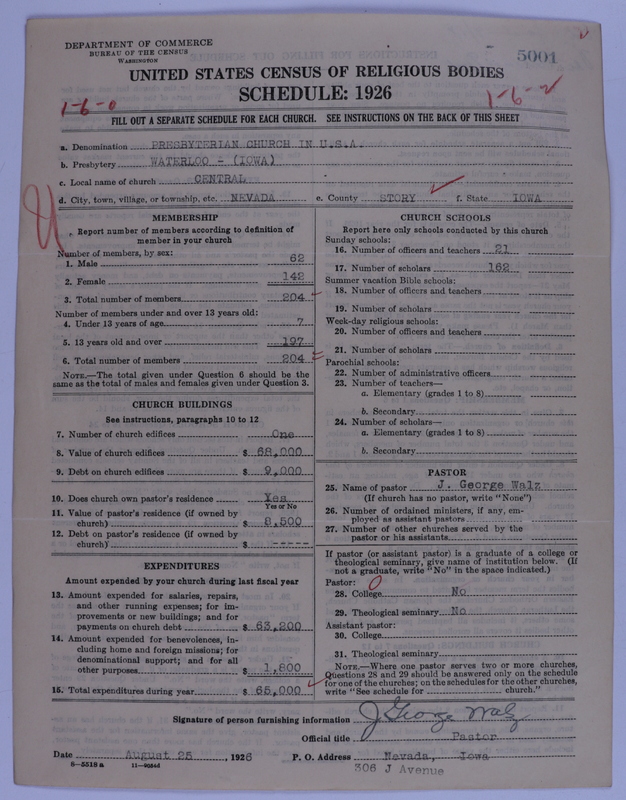 DEPARTMENT OF COMMERCE
BUREAU OF THE CENSUS
WASHINGTON
5001
UNITED STATES CENSUS OF RELIGIOUS BODIES
SCHEDULE: 1926
1-6-0
1-6-2
FILL OUT A SEPARATE SCHEDULE FOR EACH CHURCH. SEE INSTRUCTIONS ON THE BACK OF THIS SHEET
a. Denomination PRESBYTERIAN CHURCH IN U.S.A.
b. Presbytery WATERLOO - (IOWA)
c. Local name of church CENTRAL
d. City, town, village, or township, etc. NEVADA e. County STORY f. State IOWA
MEMBERSHIP
Report number of members according to definition of
member in your church
Number of members, by sex:
1. Male 62
2. Female 142
3. Total number of members 204
Number of members under and over 13 years old:
4. Under 13 years of age 7
5. 13 years old and over 197
6. Total number of members 204
NOTE.—The total given under Question 6 should be the
same as the total of males and females given under Question 3.
CHURCH BUILDINGS
See instructions, paragraphs 10 to 12
7. Number of church edifices One
8. Value of church edifices $ 68,000
9. Debt on church edifices $ 9,000
10. Does church own pastor's residence Yes
Yes or No
11. Value of pastor's residence (if owned by
church) $ 8,500
12. Debt on pastor's residence (if owned by
church) $ -----
EXPENDITURES
Amount expended by your church during last fiscal year
13. Amount expended for salaries, repairs,
and other running expenses; for im-
provements or new buildings; and for
payments on church debt $ 63,200
14. Amount expended for benevolences, in-
cluding home and foreign missions; for
denominational support; and for all
other purposes $ 1,800
15. Total expenditures during year $ 65,000
CHURCH SCHOOLS
Report here only schools conducted by this church
Sunday schools:
16. Number of officers and teachers 21
17. Number of scholars 162
Summer vacation Bible schools:
18. Number of officers and teachers
19. Number of scholars
Week-day religious schools:
20. Number of officers and teachers
21. Number of scholars
Parochial schools:
22. Number of administrative officers
23. Number of teachers—
a. Elementary (grades 1 to 8)
b. Secondary
24. Number of scholars—
a. Elementary (grades 1 to 8)
b. Secondary
PASTOR
25. Name of pastor J. George Walz
(If church has no pastor, write "None")
26. Number of ordained ministers, if any, em-
ployed as assistant pastors
27. Number of other churches served by the
pastor or his assistants
If pastor (or assistant pastor) is a graduate of a college or
theological seminary, give name of institution below. (If
not a graduate, write "No" in the space indicated.)
Pastor: 0
28. College No
29. Theological seminary No
Assistant pastor:
30. College
31. Theological seminary
NOTE.—Where one pastor serves two or more churches,
Questions 28 and 29 should be answered only on the schedule
for one of the churches; on the schedules for the other churches,
write "See schedule for church."
Signature of person furnishing information J. George Walz
Official title Pastor
Date August 25, 1926 P. O. Address Nevada, Iowa
8-5518 a 306 J Avenue